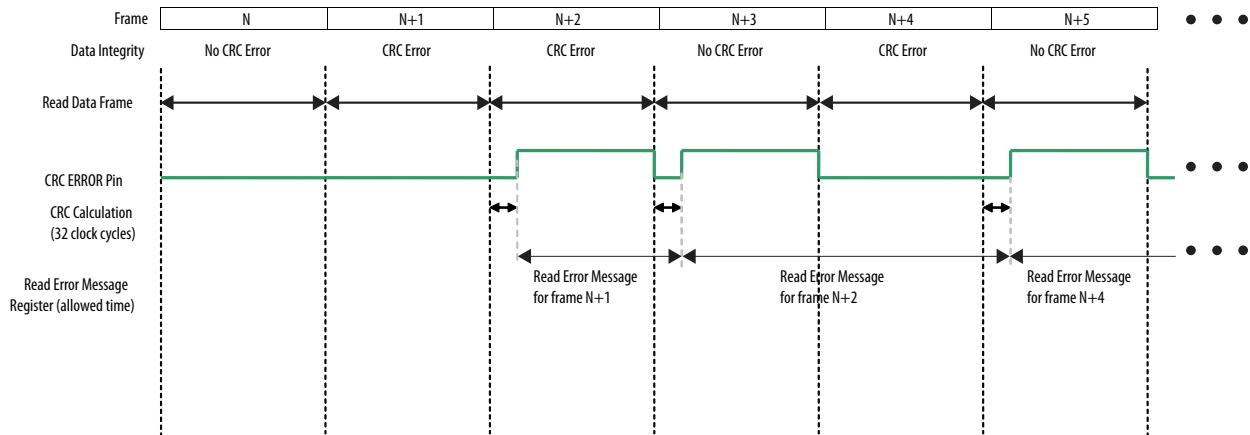 Frame N N+1 N+2 N+3 N+4 N+5
Data Integrity No CRC Error CRC Error CRC Error No CRC Error CRC Error No CRC Error
Read Data Frame
CRC ERROR Pin
CRC Calculation
(32 clock cycles)
Read Error Message
Register (allowed time)
Read Error Message
for frame N+1
Read Error Message
for frame N+2
Read Error Message
for frame N+4